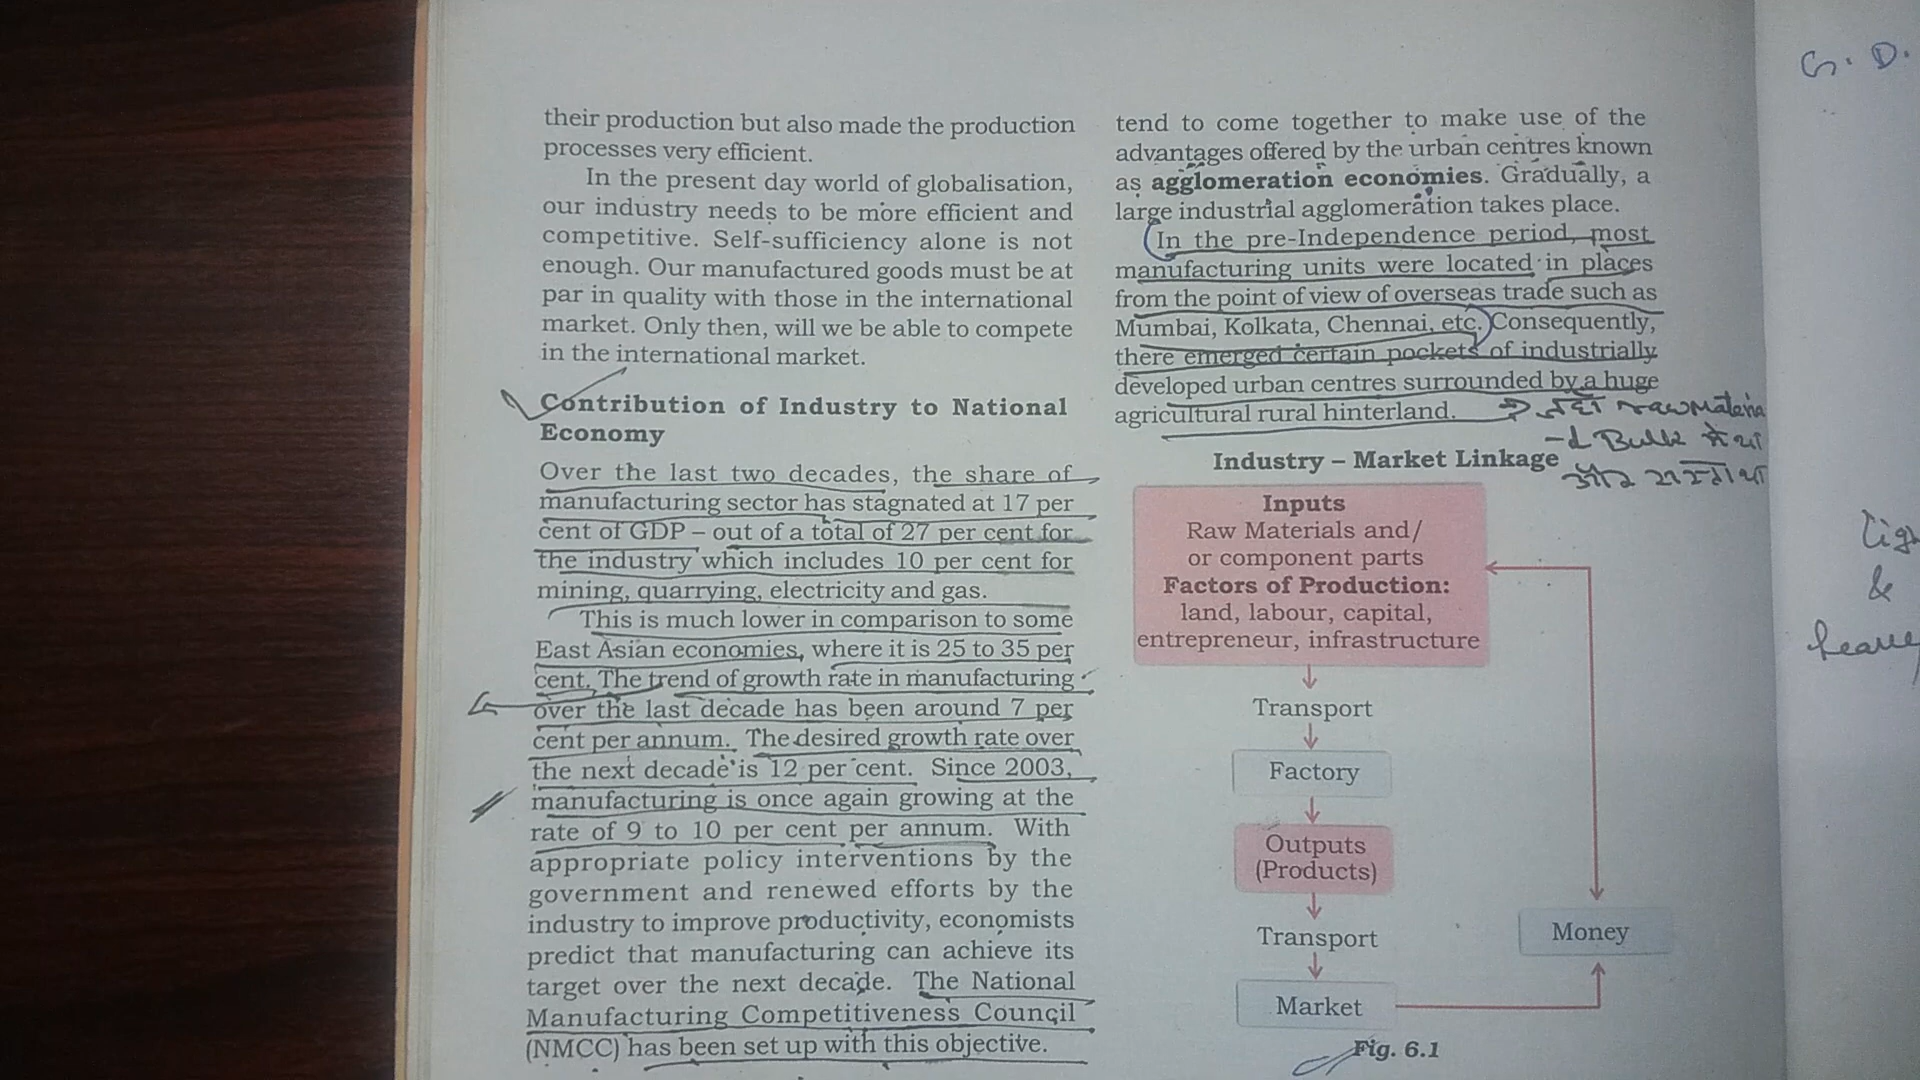 their production but also made the production
processes very efficient.
In the present day world of globalisation,
our industry needs to be more efficient and
competitive. Self-sufficiency alone is not
enough. Our manufactured goods must be at
par in quality with those in the international
market. Only then, will we be able to compete
in the international market.
Contribution of Industry to National
Economy
Over the last two decades, the share of
manufacturing sector has stagnated at 17 per
cent of GDP – out of a total of 27 per cent for
the industry which includes 10 per cent for
mining, quarrying, electricity and gas.
This is much lower in comparison to some
East Asian economies, where it is 25 to 35 per
cent. The trend of growth rate in manufacturing
over the last decade has been around 7 per
cent per annum. The desired growth rate over
the next decade is 12 per cent. Since 2003,
manufacturing is once again growing at the
rate of 9 to 10 per cent per annum. With
appropriate policy interventions by the
government and renewed efforts by the
industry to improve productivity, economists
predict that manufacturing can achieve its
target over the next decade. The National
Manufacturing Competitiveness Council
(NMCC) has been set up with this objective.
tend to come together to make use of the
advantages offered by the urban centres known
as agglomeration economies. Gradually, a
large industrial agglomeration takes place.
In the pre-Independence period, most
manufacturing units were located in places
from the point of view of overseas trade such as
Mumbai, Kolkata, Chennai, etc. Consequently,
there emerged certain pockets of industrially
developed urban centres surrounded by a huge
agricultural rural hinterland.
जहाँ raw materia
Bulk में था
और सस्ता था
Industry – Market Linkage
Inputs
Raw Materials and/
or component parts
Factors of Production:
land, labour, capital,
entrepreneur, infrastructure
Transport
Factory
Outputs
(Products)
Transport
Market
Money
Fig. 6.1
G. D.
&